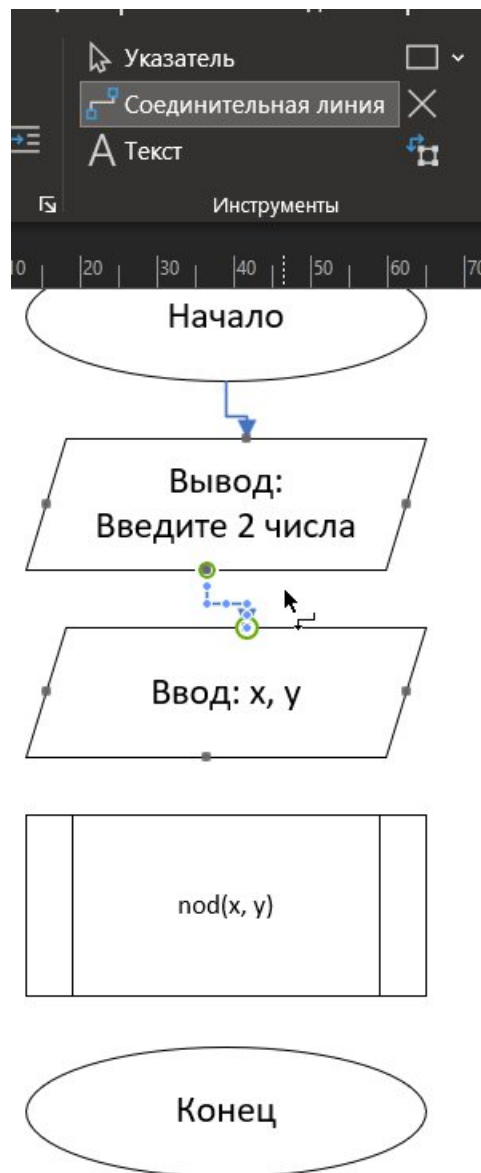 Указатель
Соединительная линия
A Текст
Инструменты
10 20 30 40 50 60 70
Начало
Вывод:
Введите 2 числа
Ввод: x, y
nod(x, y)
Конец